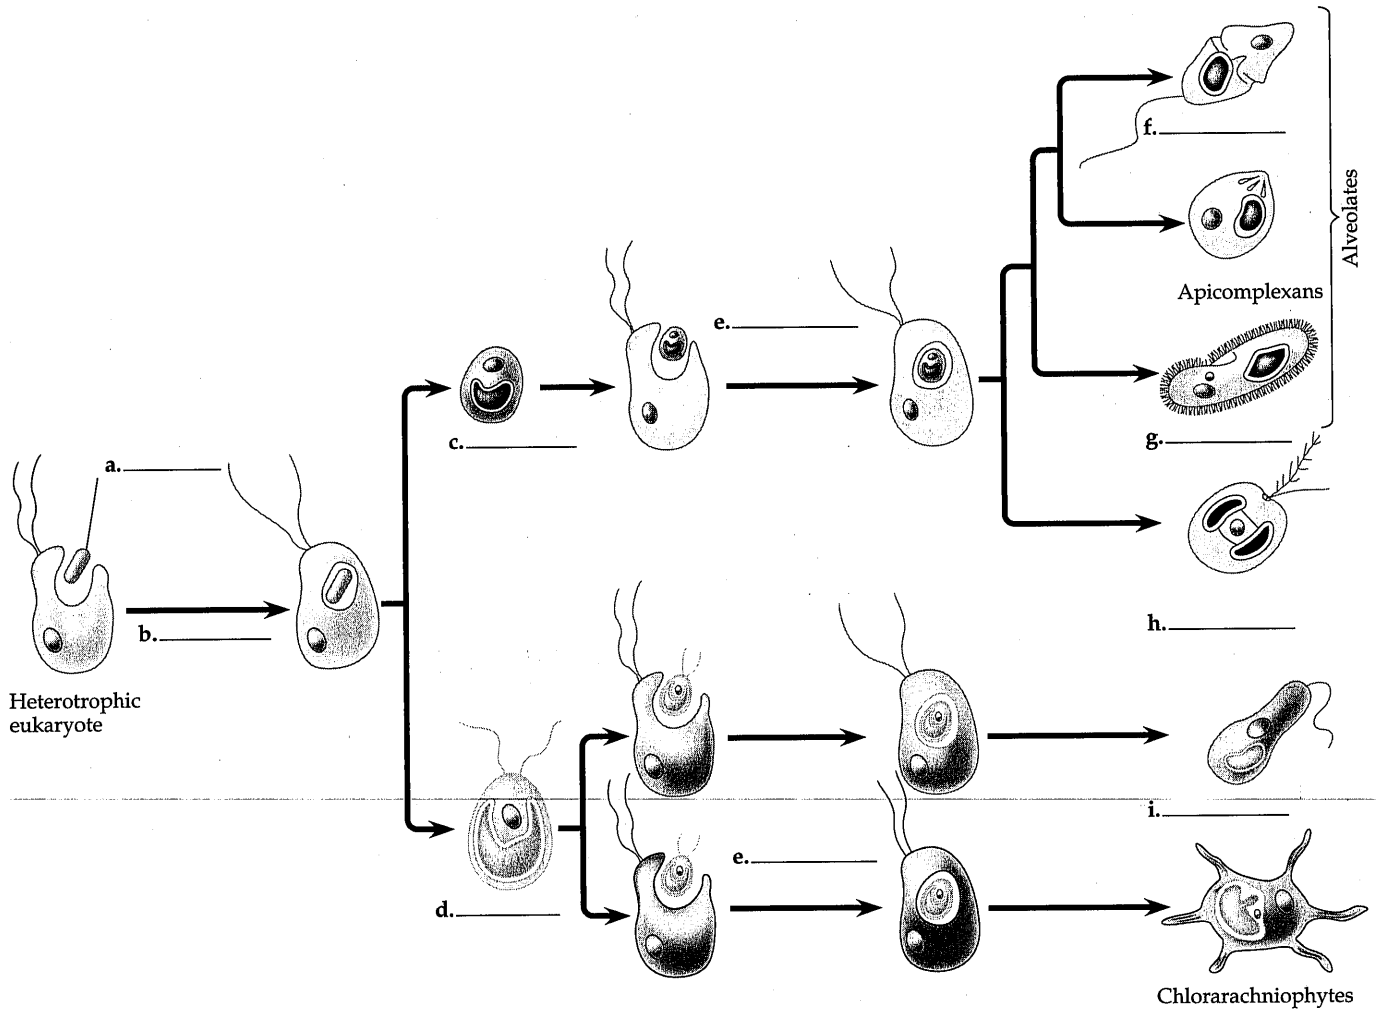 f.
Alveolates
Apicomplexans
e.
c.
g.
a.
b.
h.
Heterotrophic
eukaryote
i.
e.
d.
Chlorarachniophytes